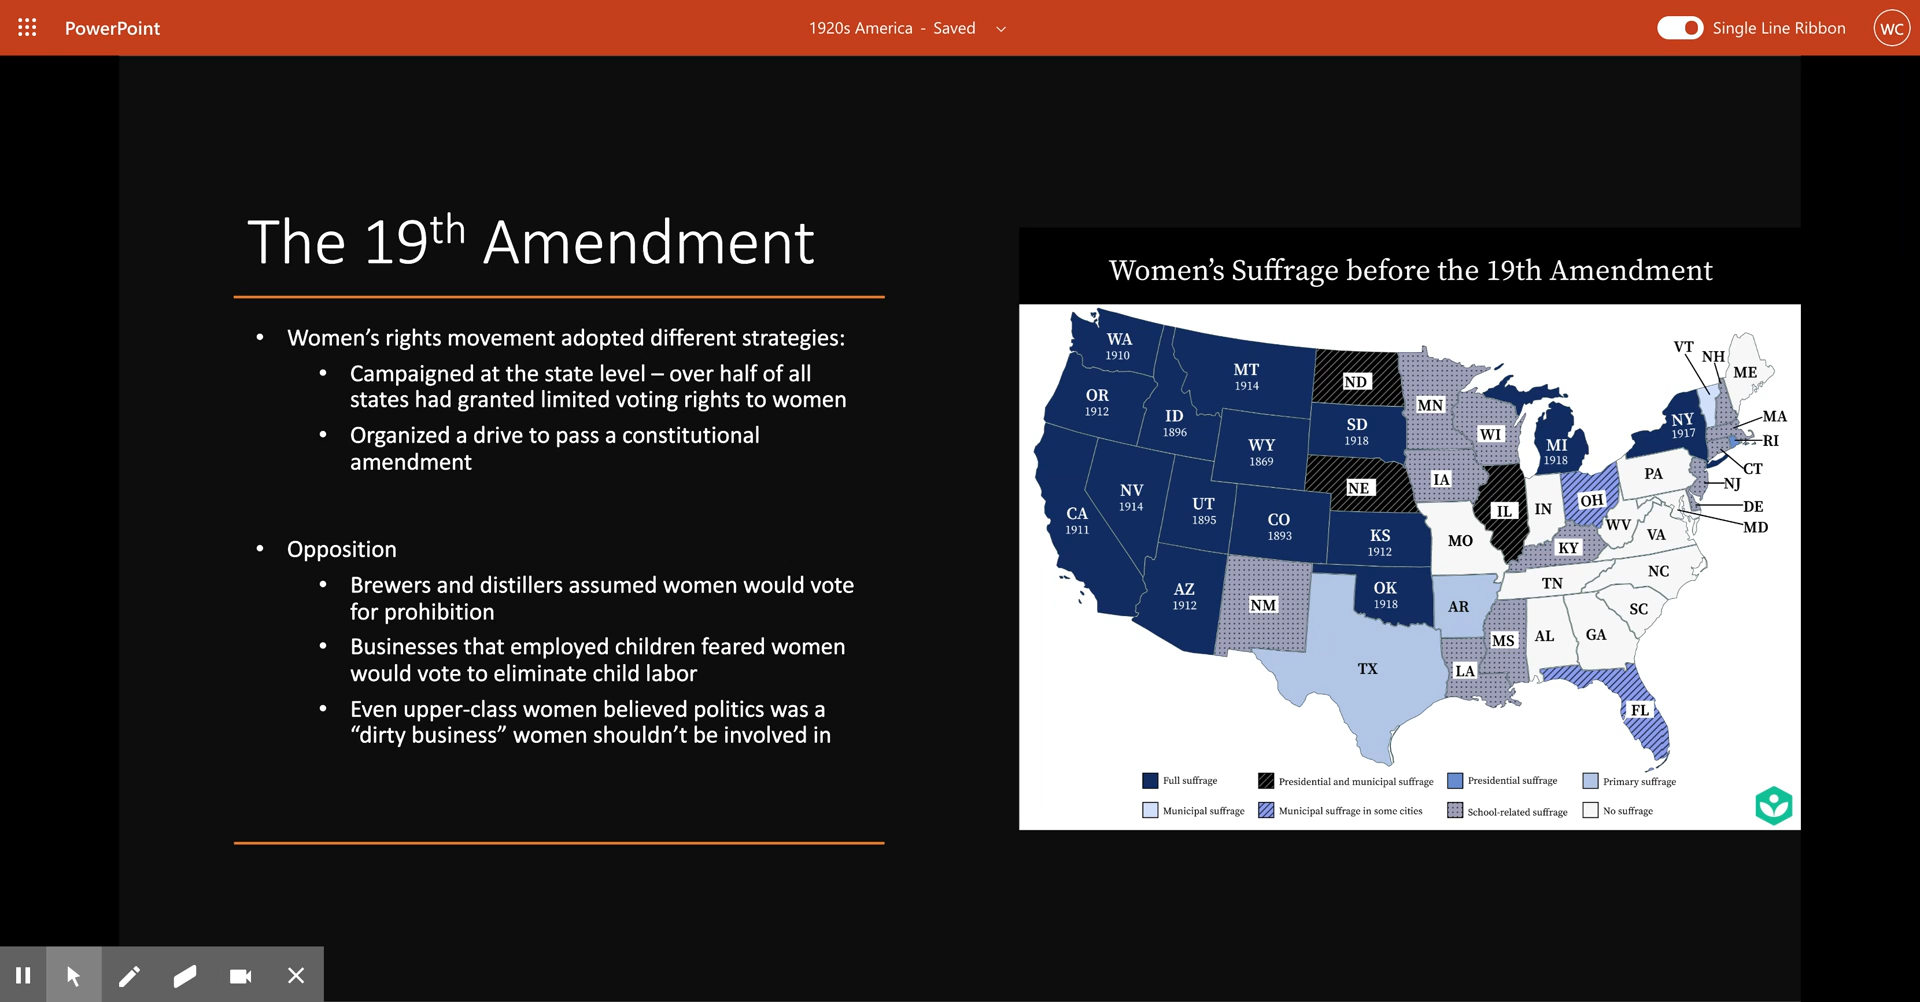 PowerPoint
1920s America - Saved
Single Line Ribbon
WC
The 19th Amendment
• Women’s rights movement adopted different strategies:
• Campaigned at the state level – over half of all
states had granted limited voting rights to women
• Organized a drive to pass a constitutional
amendment
• Opposition
• Brewers and distillers assumed women would vote
for prohibition
• Businesses that employed children feared women
would vote to eliminate child labor
• Even upper-class women believed politics was a
“dirty business” women shouldn’t be involved in
Women’s Suffrage before the 19th Amendment
WA
1910
OR
1912
ID
1896
MT
1914
ND
MN
WI
SD
1918
WY
1869
MI
1918
NY
1917
VT
NH
ME
MA
RI
CT
NJ
DE
MD
PA
CA
1911
NV
1914
UT
1895
CO
1893
NE
IA
IL
IN
OH
WV
VA
KS
1912
MO
KY
NC
TN
SC
AZ
1912
NM
OK
1918
AR
MS
AL
GA
TX
LA
FL
Full suffrage
Presidential and municipal suffrage
Presidential suffrage
Primary suffrage
Municipal suffrage
Municipal suffrage in some cities
School-related suffrage
No suffrage